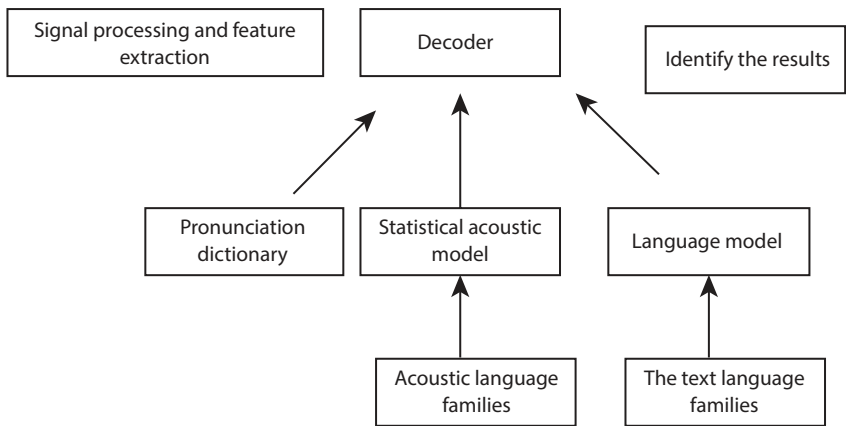 Signal processing and feature
extraction
Decoder
Identify the results
Pronunciation
dictionary
Statistical acoustic
model
Language model
Acoustic language
families
The text language
families